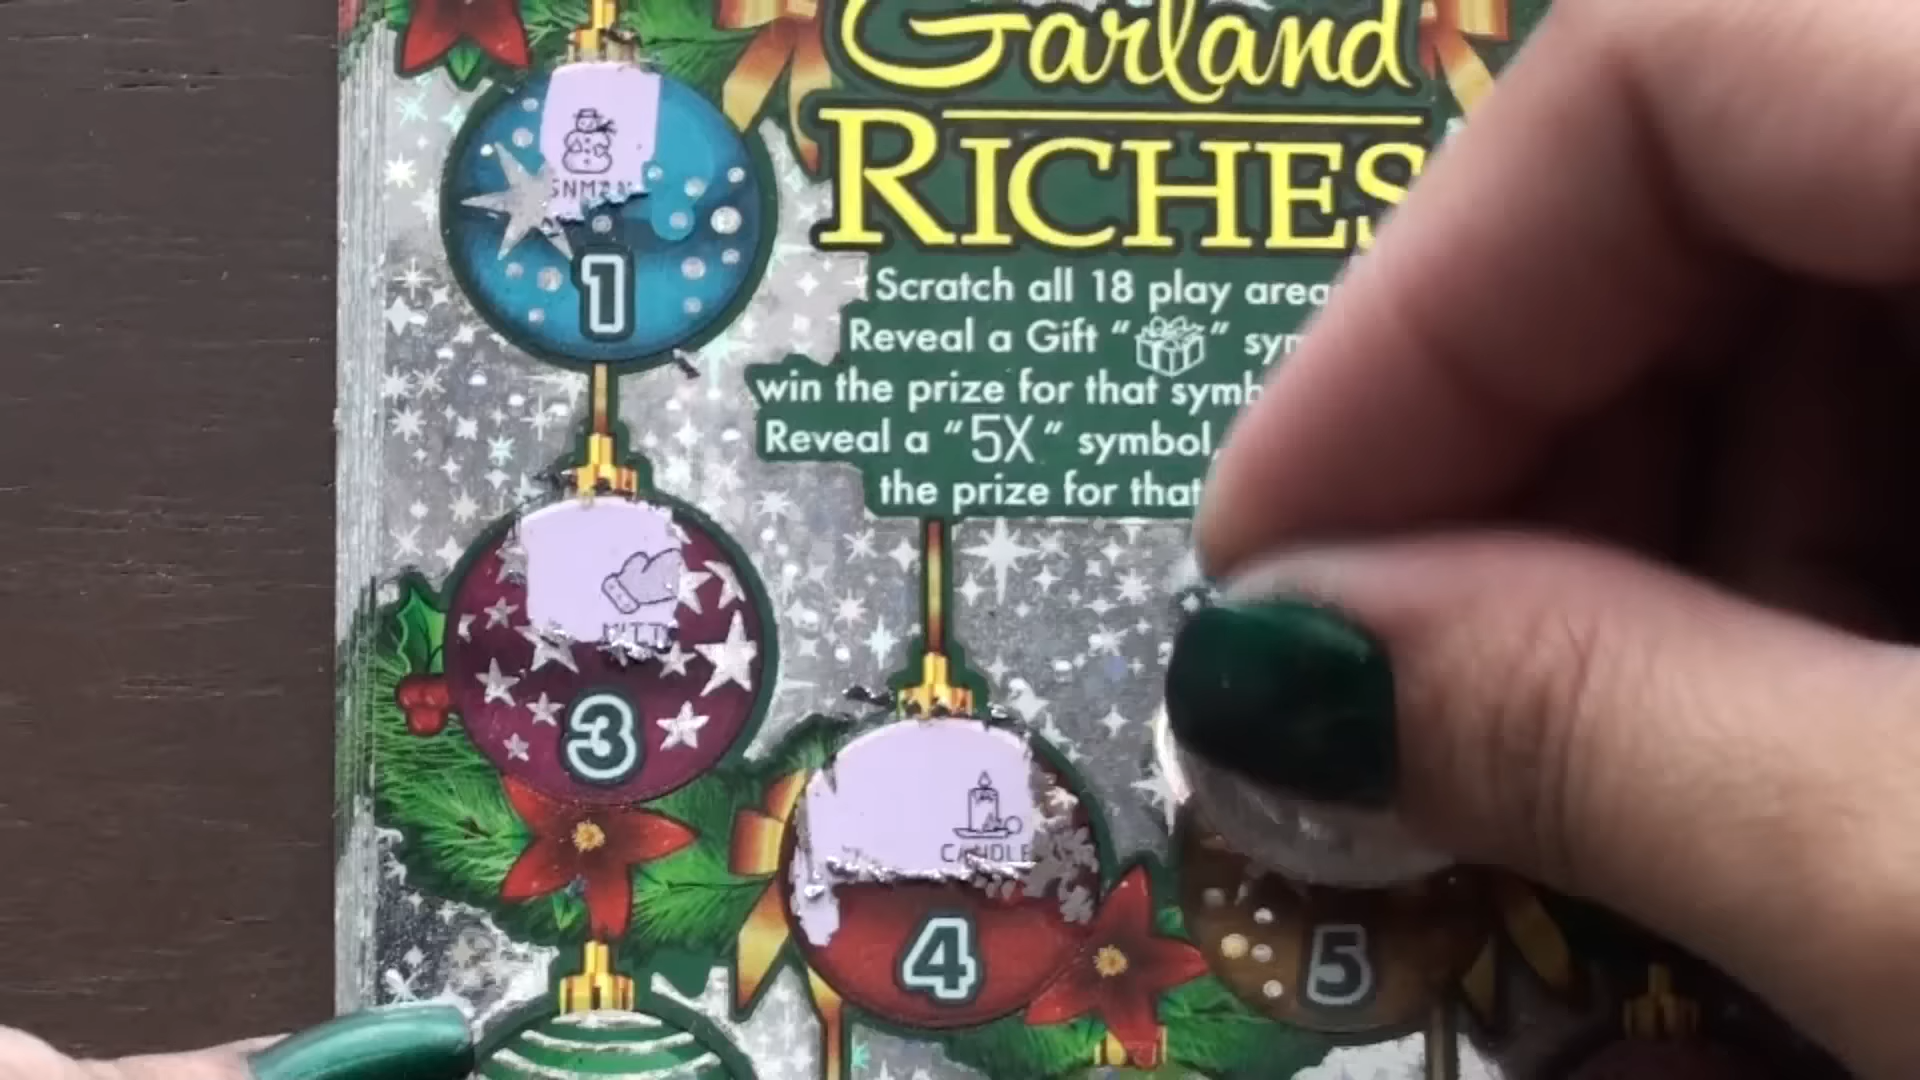 Garland
RICHES
SNMAN
1
Scratch all 18 play area
Reveal a Gift " " sym
win the prize for that symb
Reveal a "5X" symbol,
the prize for that
MITT
3
CANDLE
4
5